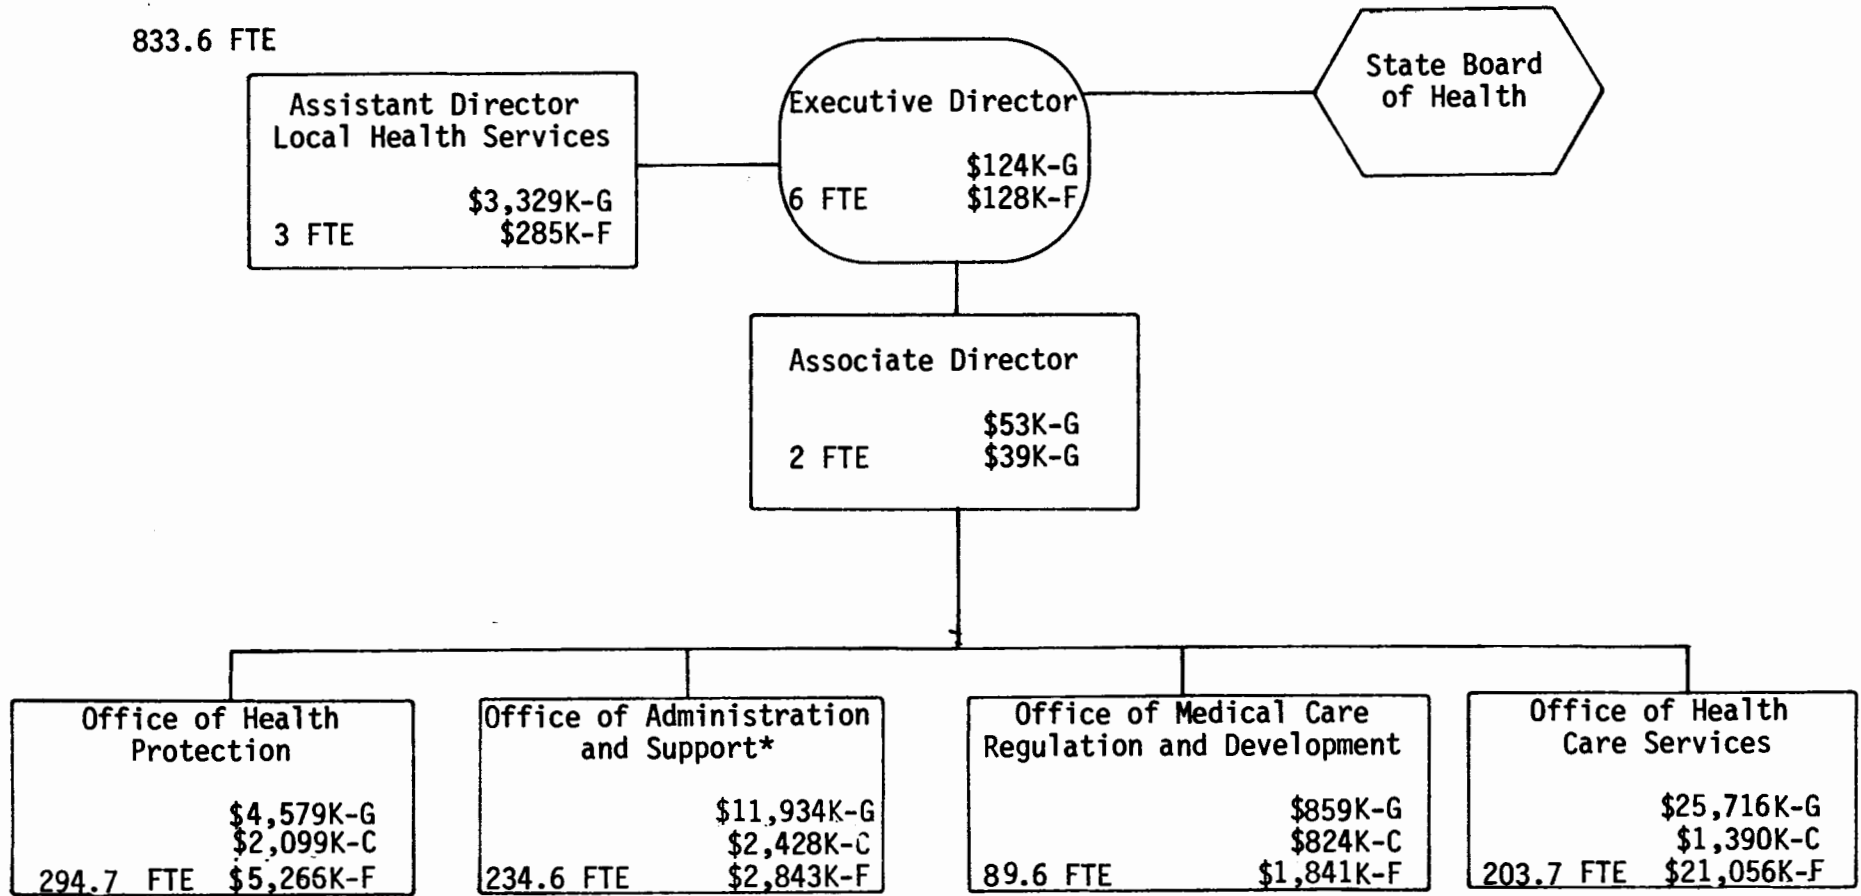 833.6 FTE
Assistant Director
Local Health Services
$3,329K-G
3 FTE $285K-F
Executive Director
$124K-G
6 FTE $128K-F
State Board
of Health
Associate Director
$53K-G
2 FTE $39K-G
Office of Health
Protection
$4,579K-G
$2,099K-C
294.7 FTE $5,266K-F
Office of Administration
and Support*
$11,934K-G
$2,428K-C
234.6 FTE $2,843K-F
Office of Medical Care
Regulation and Development
$859K-G
$824K-C
89.6 FTE $1,841K-F
Office of Health
Care Services
$25,716K-G
$1,390K-C
203.7 FTE $21,056K-F